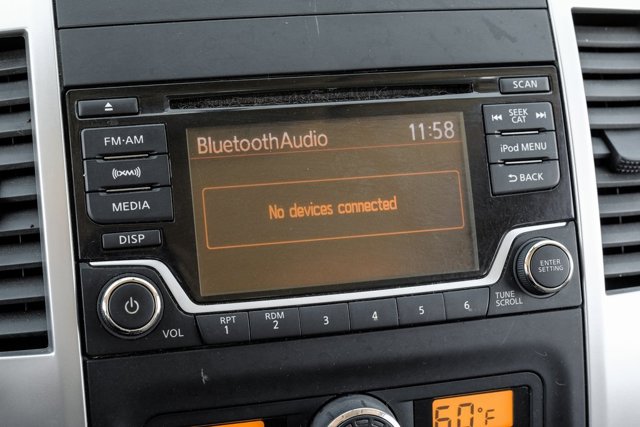 SCAN
FM·AM
SEEK
CAT
(XM)
iPod MENU
MEDIA
BACK
DISP
BluetoothAudio 11:58
No devices connected
ENTER
SETTING
VOL
RPT
1
RDM
2
3
4
5
6
TUNE
SCROLL
60°F